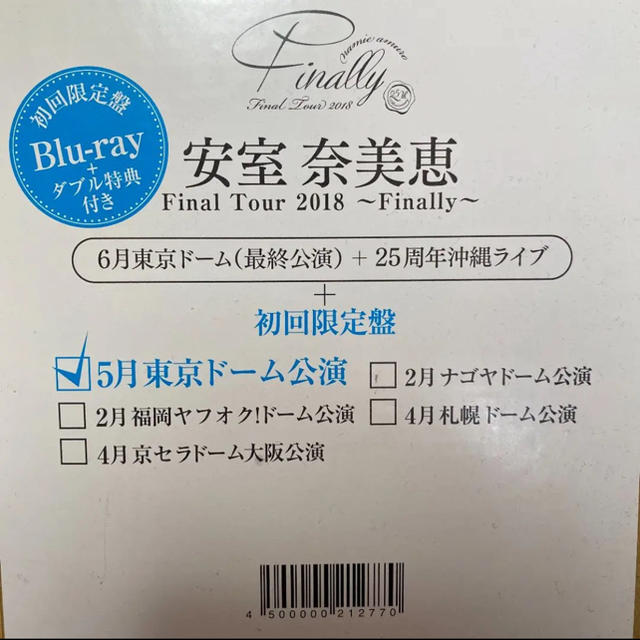 namie amuro
Finally
Final Tour 2018
初回限定盤
Blu-ray
+
ダブル特典
付き
安室 奈美恵
Final Tour 2018 ~Finally~
6月東京ドーム(最終公演) + 25周年沖縄ライブ
+
初回限定盤
5月東京ドーム公演
2月ナゴヤドーム公演
2月福岡ヤフオク!ドーム公演
4月札幌ドーム公演
4月京セラドーム大阪公演
4 500000 212770